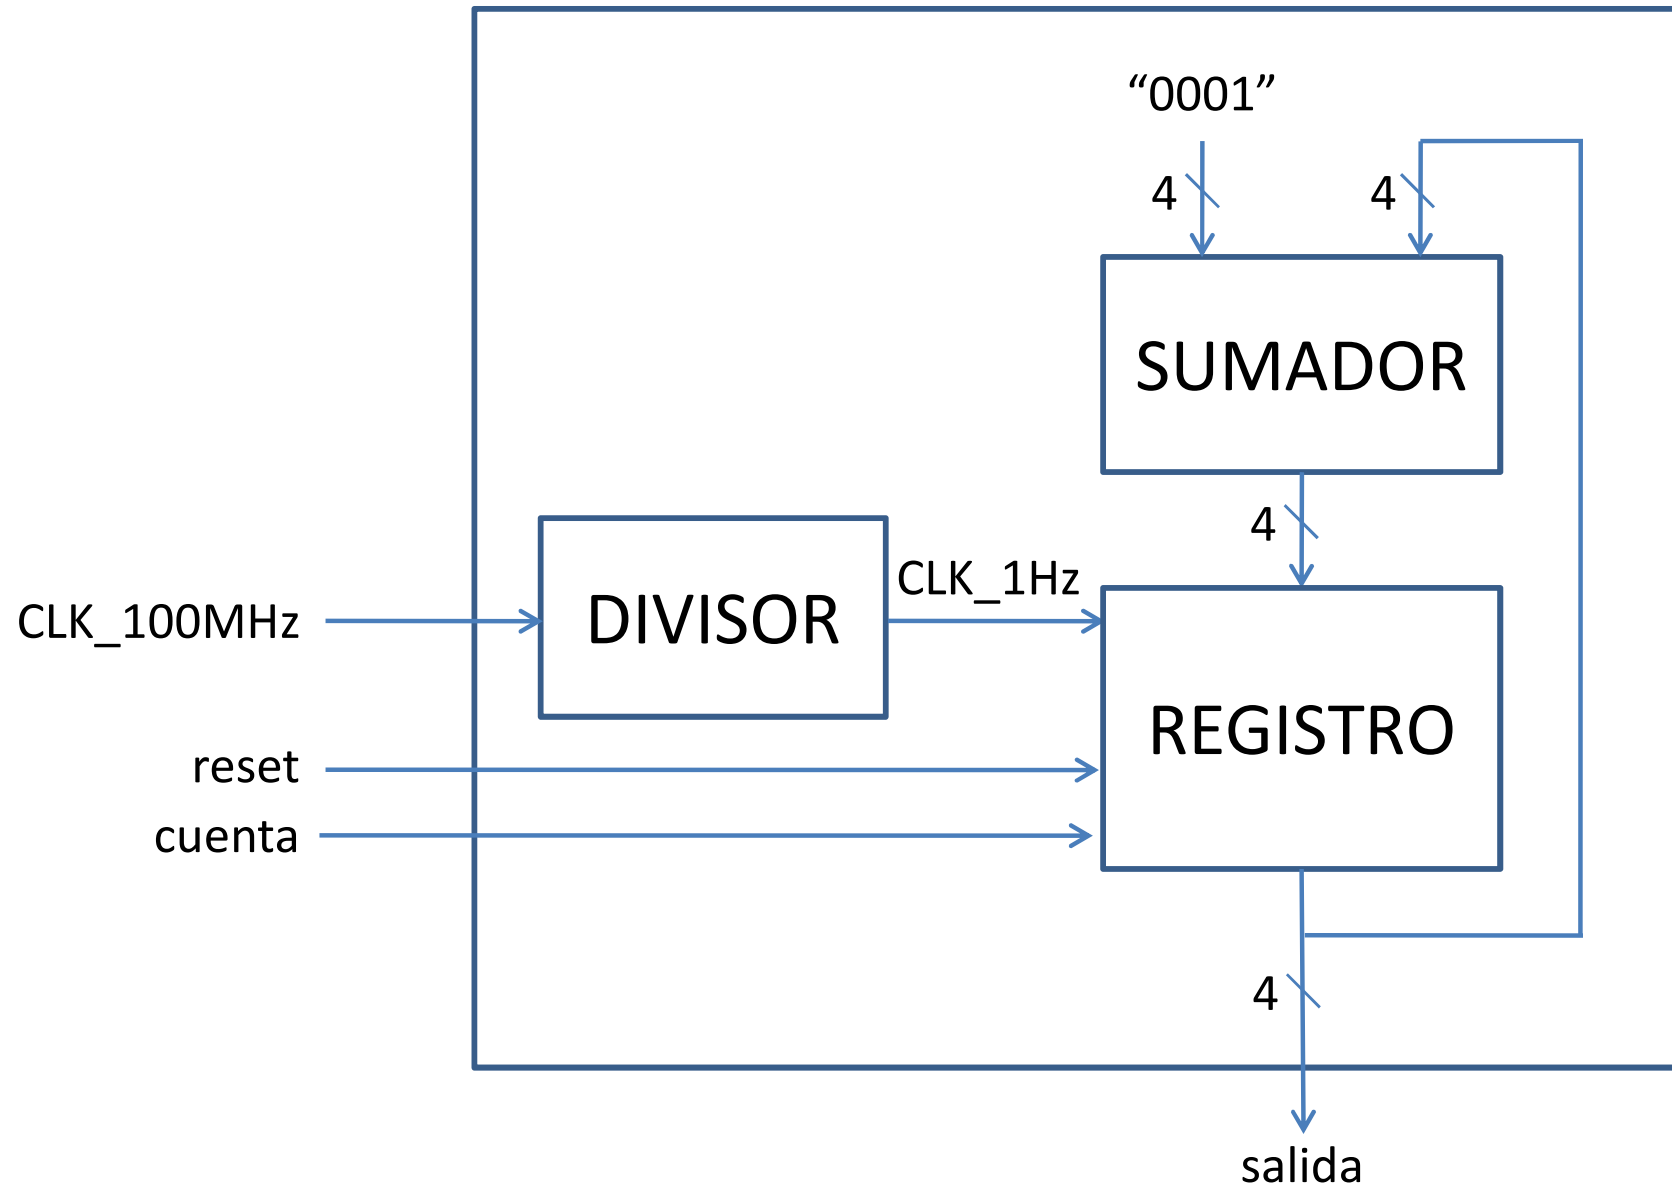 “0001”
4
4
SUMADOR
4
CLK_1Hz
CLK_100MHz
DIVISOR
REGISTRO
reset
cuenta
4
salida